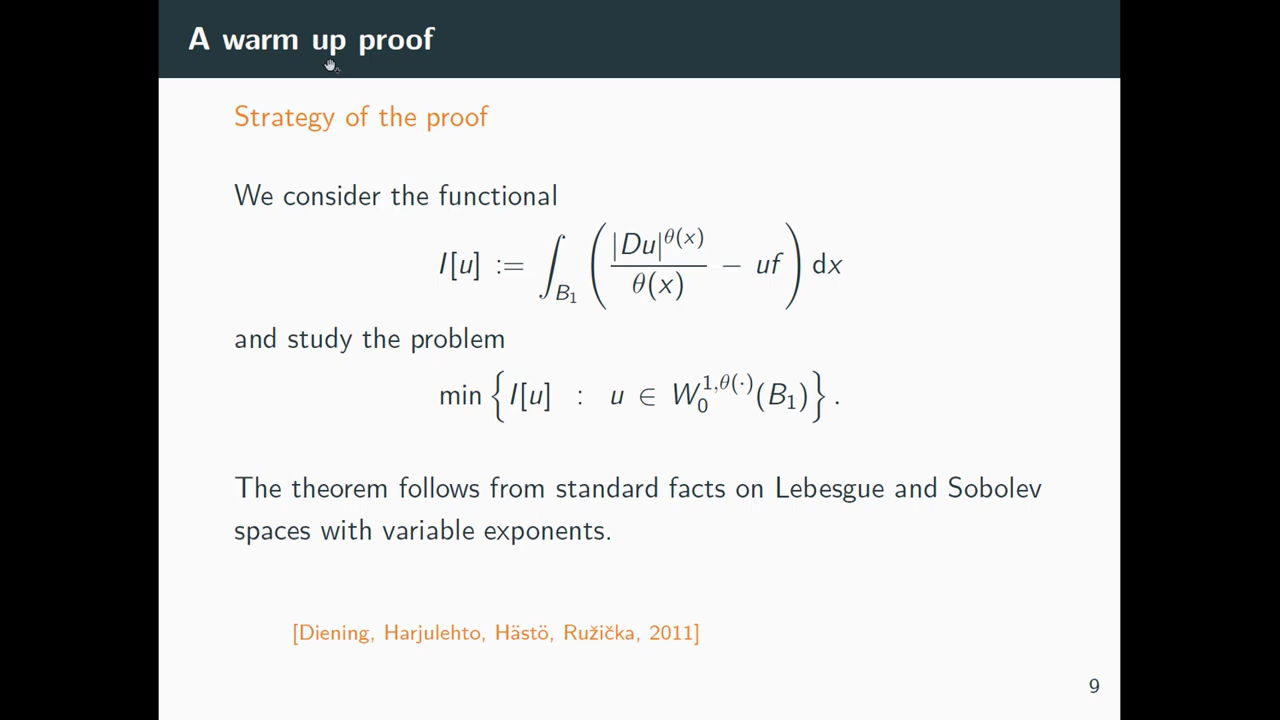 A warm up proof
Strategy of the proof
We consider the functional
I[u] := ∫_{B_1} ( |Du|^{θ(x)} / θ(x) − uf ) dx
and study the problem
min { I[u] : u ∈ W_0^{1,θ(·)}(B_1) } .
The theorem follows from standard facts on Lebesgue and Sobolev
spaces with variable exponents.
[Diening, Harjulehto, Hästö, Ružička, 2011]
9